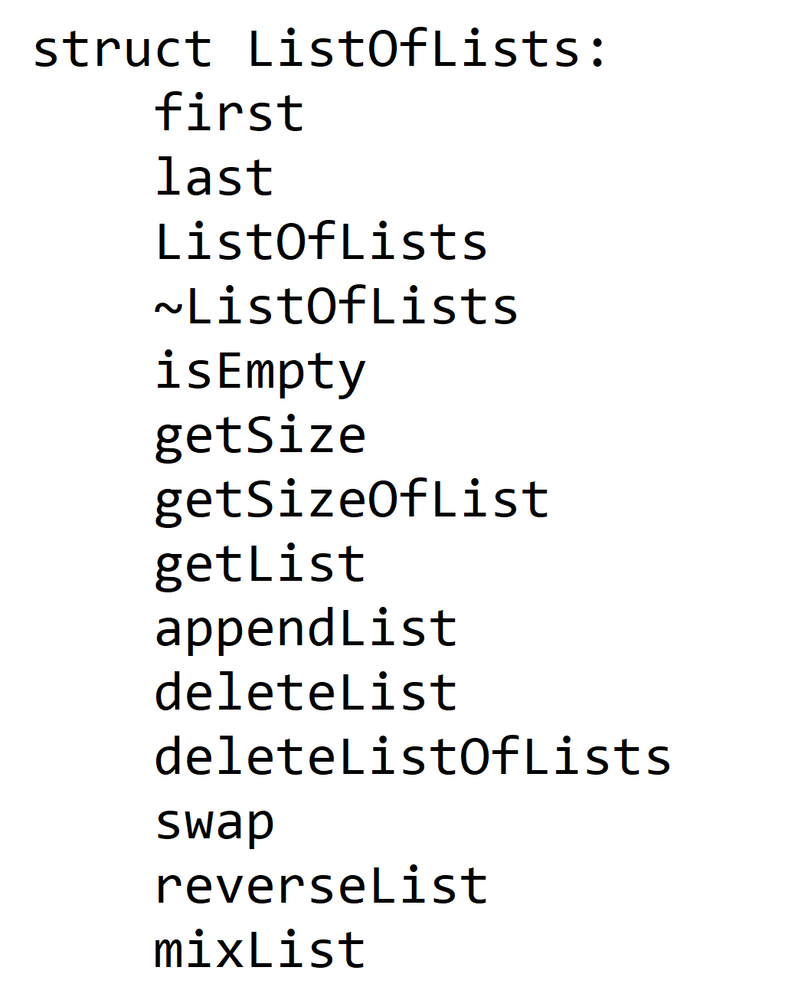 struct ListOfLists:
first
last
ListOfLists
~ListOfLists
isEmpty
getSize
getSizeOfList
getList
appendList
deleteList
deleteListOfLists
swap
reverseList
mixList